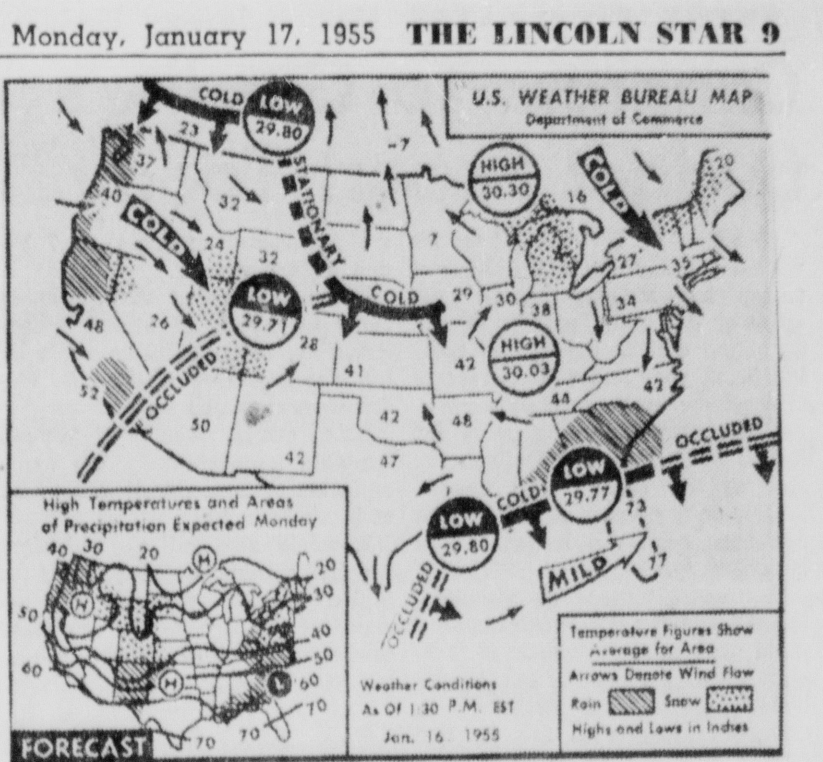 Monday, January 17, 1955 THE LINCOLN STAR 9
U.S. WEATHER BUREAU MAP
Department of Commerce
COLD
LOW
29.80
23
-7
HIGH
30.30
COLD
20
37
STATIONARY
16
40
32
COLD
24
32
7
27
35
LOW
29.71
COLD
29
30
38
34
48
26
28
HIGH
30.03
41
42
42
52
OCCLUDED
44
50
42
48
42
47
OCCLUDED
LOW
29.77
COLD
73
LOW
29.80
MILD
77
OCCLUDED
High Temperatures and Areas
of Precipitation Expected Monday
40 30 20
H
20
30
50
H
40
50
60
H
60
70
70
70
FORECAST
Weather Conditions
As Of 1:30 P.M. EST
Jan. 16 1955
Temperature Figures Show
Average for Area
Arrows Denote Wind Flow
Rain Snow
Highs and Lows in Inches